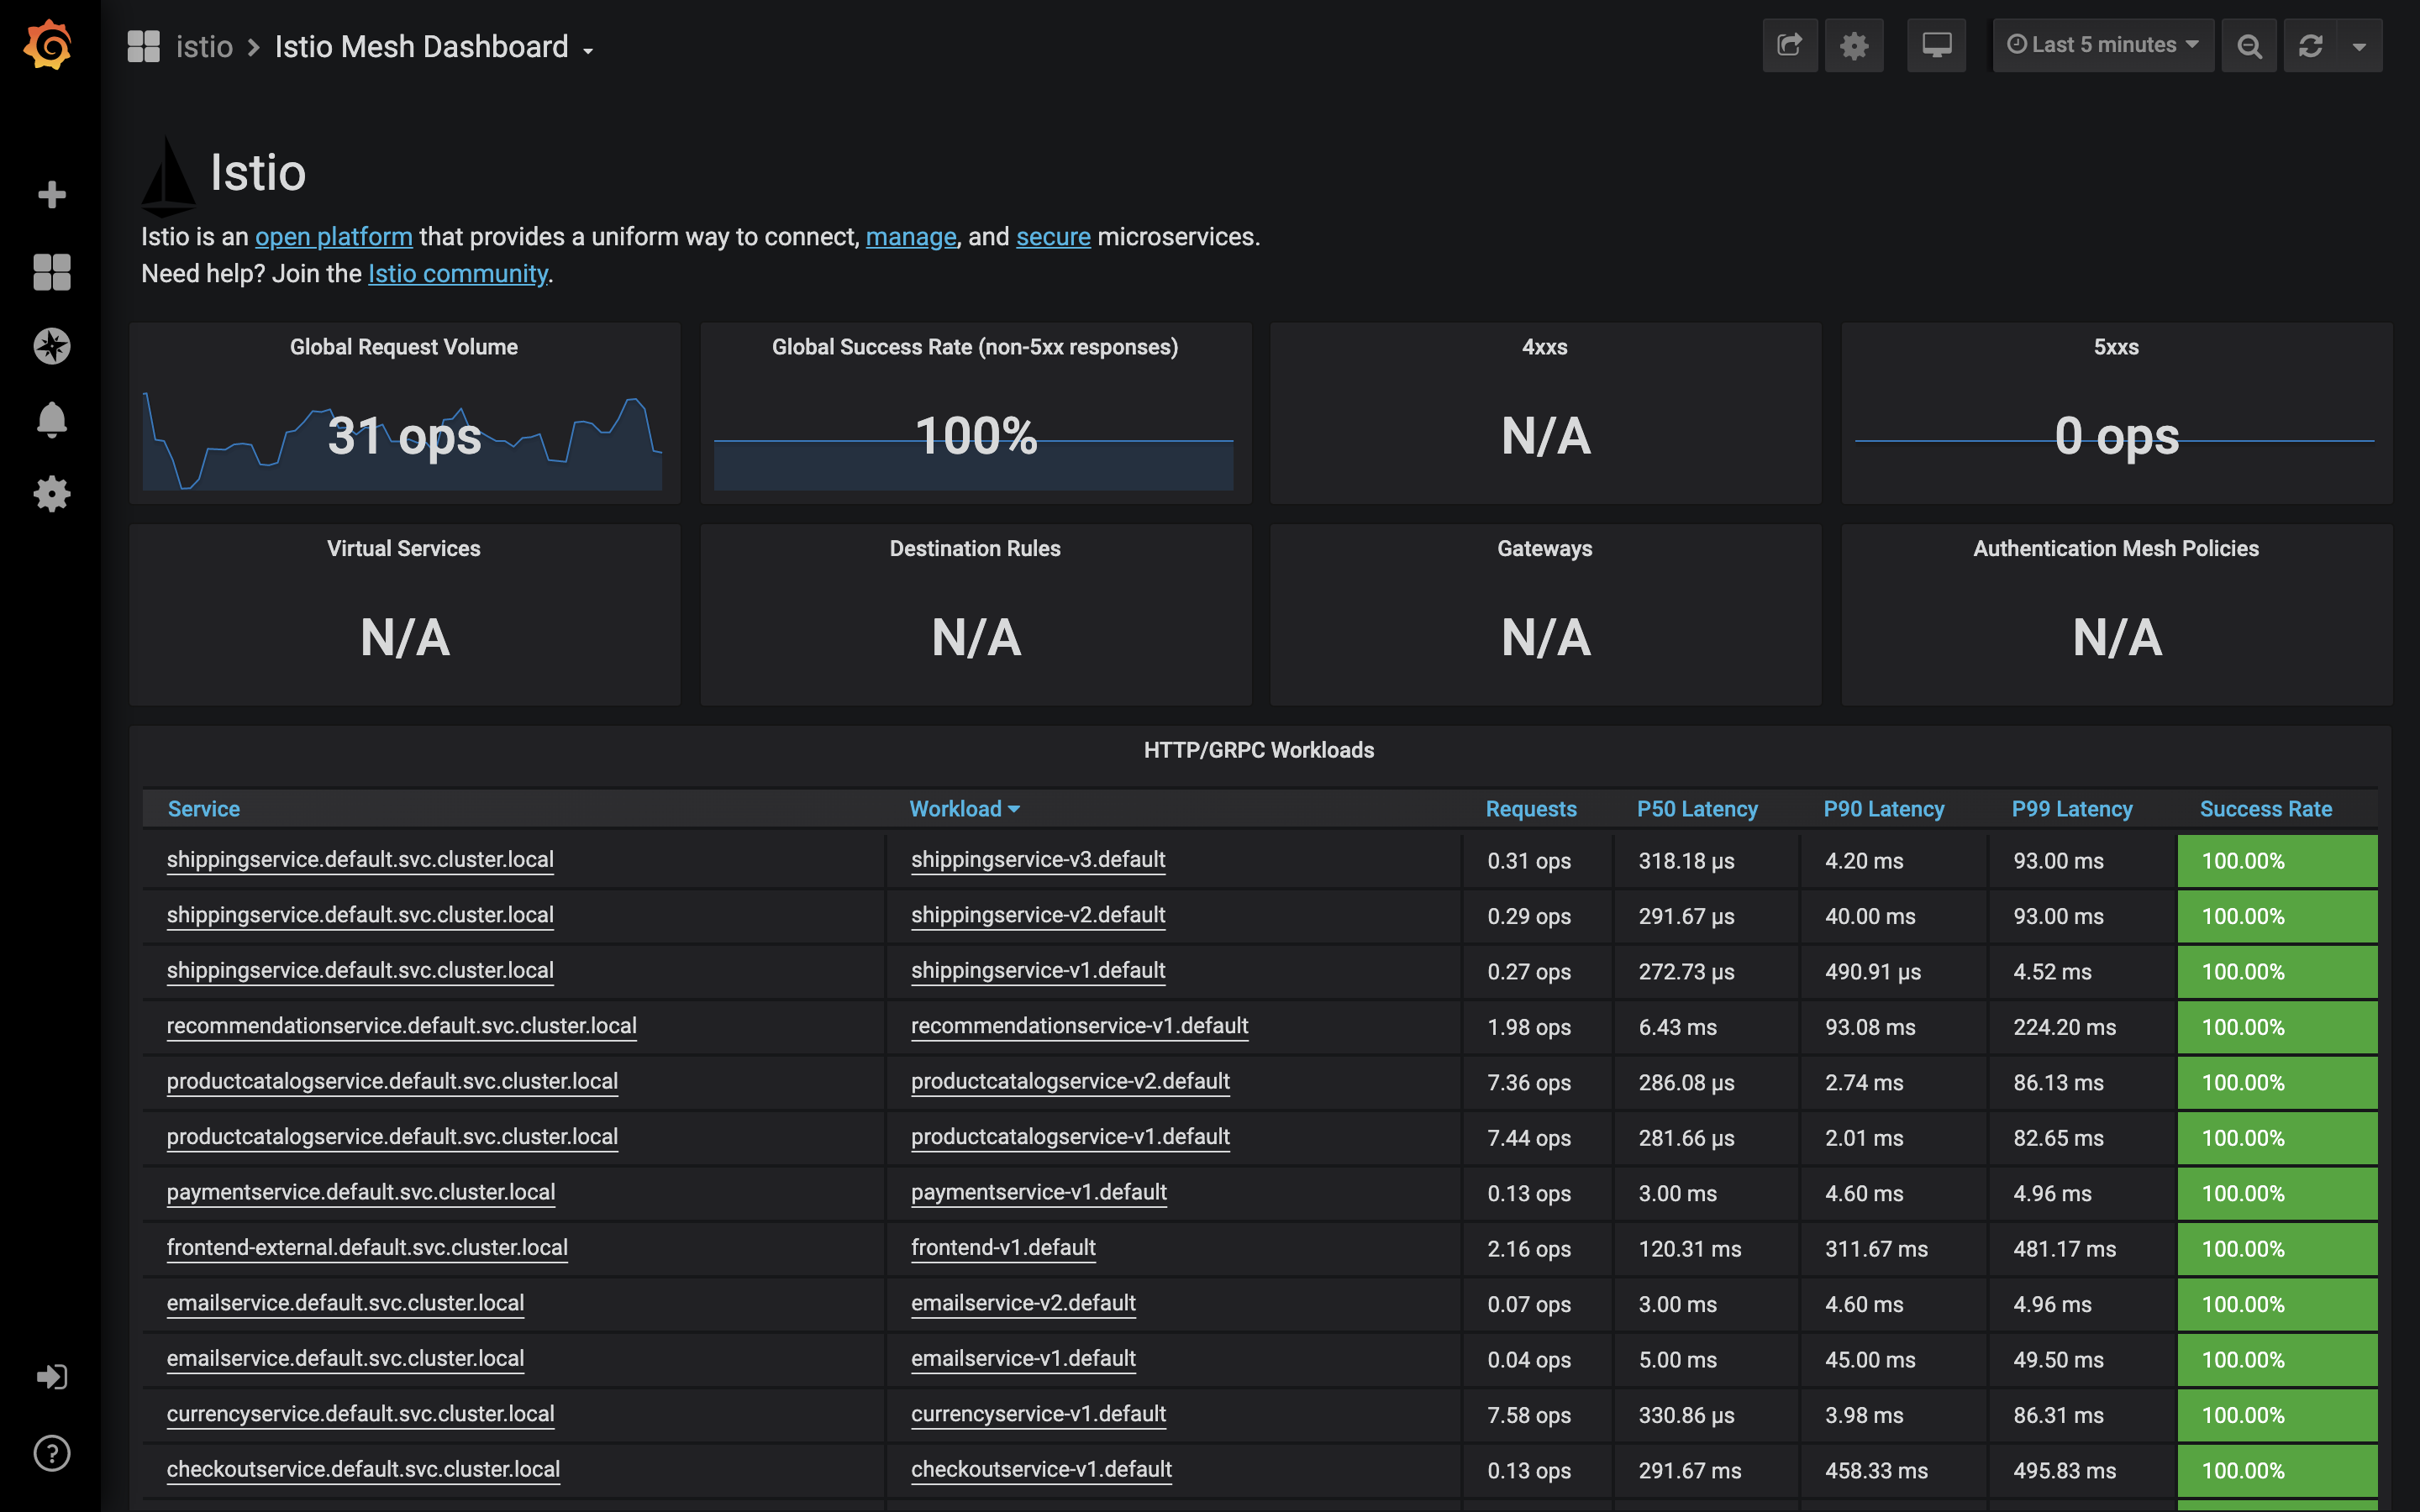 istio > Istio Mesh Dashboard
Last 5 minutes
Istio
Istio is an open platform that provides a uniform way to connect, manage, and secure microservices.
Need help? Join the Istio community.
Global Request Volume
31 ops
Global Success Rate (non-5xx responses)
100%
4xxs
N/A
5xxs
0 ops
Virtual Services
N/A
Destination Rules
N/A
Gateways
N/A
Authentication Mesh Policies
N/A
HTTP/GRPC Workloads
Service Workload Requests P50 Latency P90 Latency P99 Latency Success Rate
shippingservice.default.svc.cluster.local shippingservice-v3.default 0.31 ops 318.18 µs 4.20 ms 93.00 ms 100.00%
shippingservice.default.svc.cluster.local shippingservice-v2.default 0.29 ops 291.67 µs 40.00 ms 93.00 ms 100.00%
shippingservice.default.svc.cluster.local shippingservice-v1.default 0.27 ops 272.73 µs 490.91 µs 4.52 ms 100.00%
recommendationservice.default.svc.cluster.local recommendationservice-v1.default 1.98 ops 6.43 ms 93.08 ms 224.20 ms 100.00%
productcatalogservice.default.svc.cluster.local productcatalogservice-v2.default 7.36 ops 286.08 µs 2.74 ms 86.13 ms 100.00%
productcatalogservice.default.svc.cluster.local productcatalogservice-v1.default 7.44 ops 281.66 µs 2.01 ms 82.65 ms 100.00%
paymentservice.default.svc.cluster.local paymentservice-v1.default 0.13 ops 3.00 ms 4.60 ms 4.96 ms 100.00%
frontend-external.default.svc.cluster.local frontend-v1.default 2.16 ops 120.31 ms 311.67 ms 481.17 ms 100.00%
emailservice.default.svc.cluster.local emailservice-v2.default 0.07 ops 3.00 ms 4.60 ms 4.96 ms 100.00%
emailservice.default.svc.cluster.local emailservice-v1.default 0.04 ops 5.00 ms 45.00 ms 49.50 ms 100.00%
currencyservice.default.svc.cluster.local currencyservice-v1.default 7.58 ops 330.86 µs 3.98 ms 86.31 ms 100.00%
checkoutservice.default.svc.cluster.local checkoutservice-v1.default 0.13 ops 291.67 ms 458.33 ms 495.83 ms 100.00%